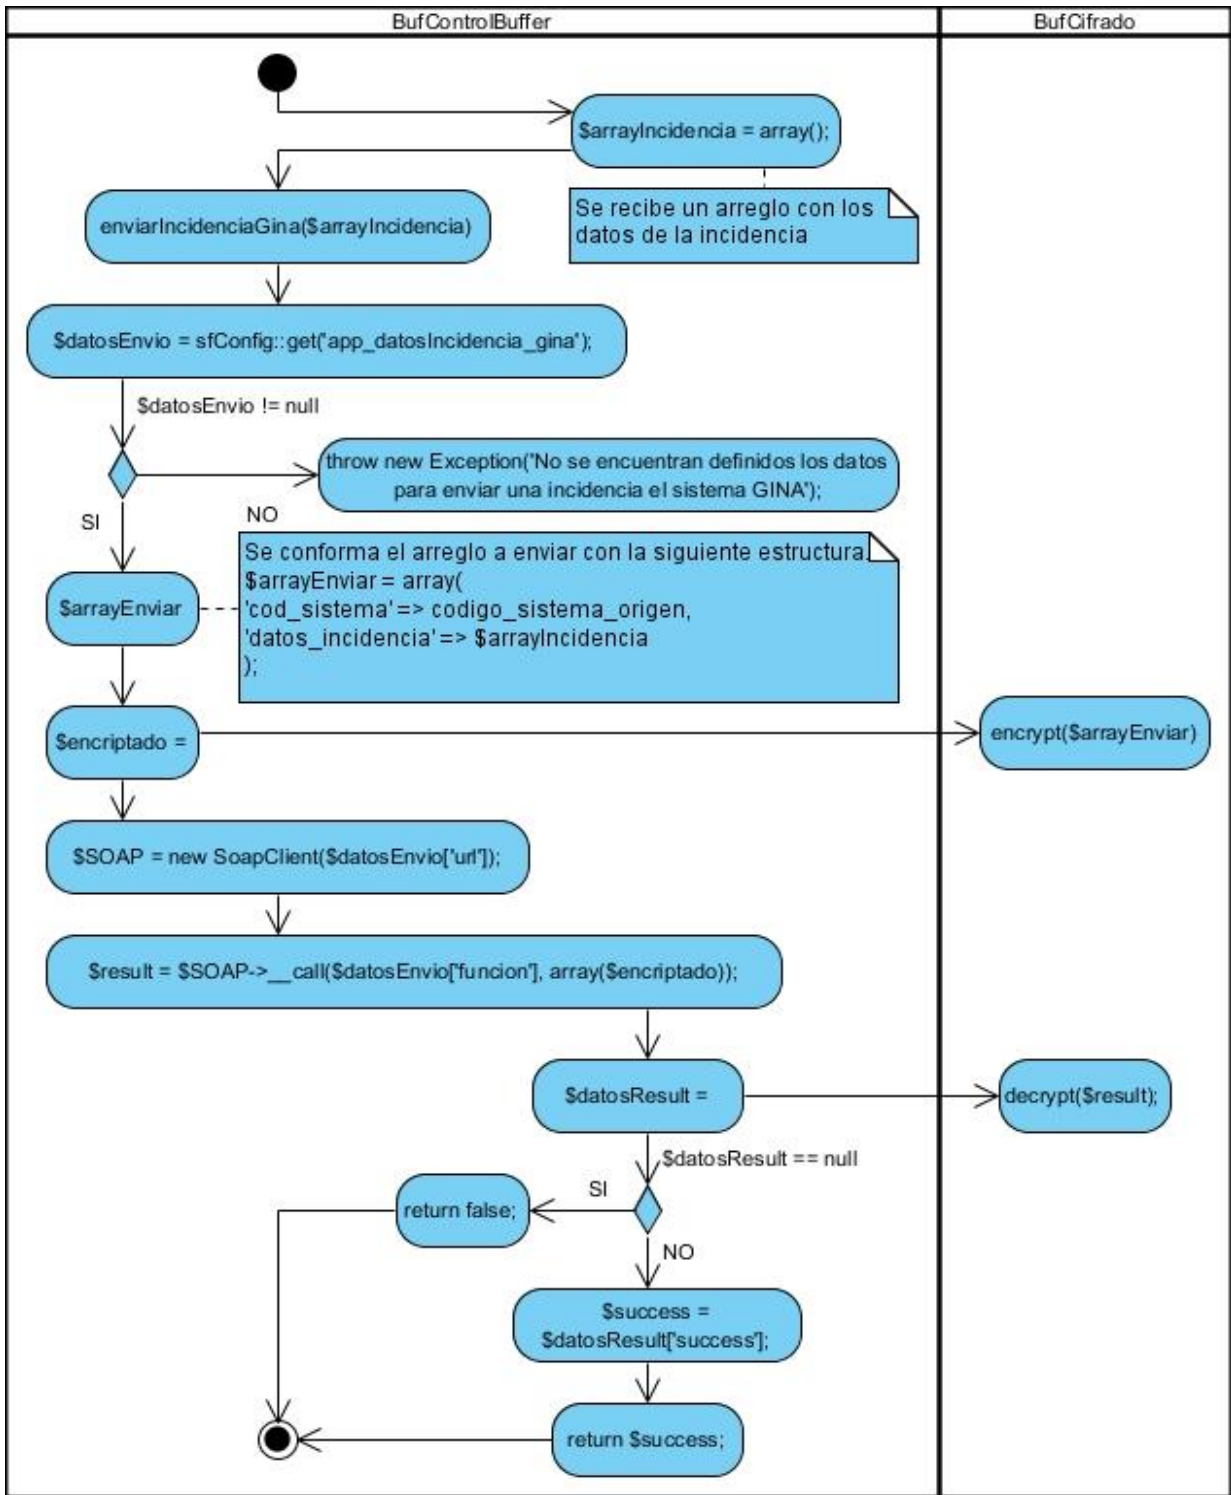 BufControlBuffer
BufCifrado
$arrayIncidencia = array();
Se recibe un arreglo con los
datos de la incidencia
enviarIncidenciaGina($arrayIncidencia)
$datosEnvio = sfConfig::get('app_datosIncidencia_gina');
$datosEnvio != null
throw new Exception("No se encuentran definidos los datos
para enviar una incidencia el sistema GINA");
SI
NO
Se conforma el arreglo a enviar con la siguiente estructura.
$arrayEnviar = array(
'cod_sistema' => codigo_sistema_origen,
'datos_incidencia' => $arrayIncidencia
);
$arrayEnviar
$encriptado =
encrypt($arrayEnviar)
$SOAP = new SoapClient($datosEnvio['url']);
$result = $SOAP->__call($datosEnvio['funcion'], array($encriptado));
$datosResult =
decrypt($result);
$datosResult == null
SI
return false;
NO
$success =
$datosResult['success'];
return $success;